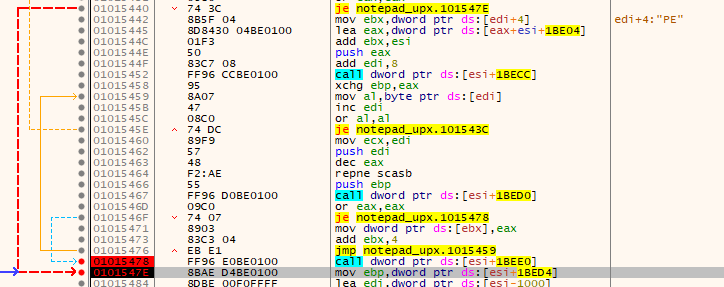 01015440 74 3C je notepad_upx.101547E
01015442 8B5F 04 mov ebx,dword ptr ds:[edi+4] edi+4:"PE"
01015445 8D8430 04BE0100 lea eax,dword ptr ds:[eax+esi+1BE04]
0101544C 01F3 add ebx,esi
0101544E 50 push eax
0101544F 83C7 08 add edi,8
01015452 FF96 CCBE0100 call dword ptr ds:[esi+1BECC]
01015458 95 xchg ebp,eax
01015459 8A07 mov al,byte ptr ds:[edi]
0101545B 47 inc edi
0101545C 08C0 or al,al
0101545E 74 DC je notepad_upx.101543C
01015460 89F9 mov ecx,edi
01015462 57 push edi
01015463 48 dec eax
01015464 F2:AE repne scasb
01015466 55 push ebp
01015467 FF96 D0BE0100 call dword ptr ds:[esi+1BED0]
0101546D 09C0 or eax,eax
0101546F 74 07 je notepad_upx.1015478
01015471 8903 mov dword ptr ds:[ebx],eax
01015473 83C3 04 add ebx,4
01015476 EB E1 jmp notepad_upx.1015459
01015478 FF96 E0BE0100 call dword ptr ds:[esi+1BEE0]
0101547E 8BAE D4BE0100 mov ebp,dword ptr ds:[esi+1BED4]
01015484 8DBE 00F0FFFF lea edi,dword ptr ds:[esi-1000]